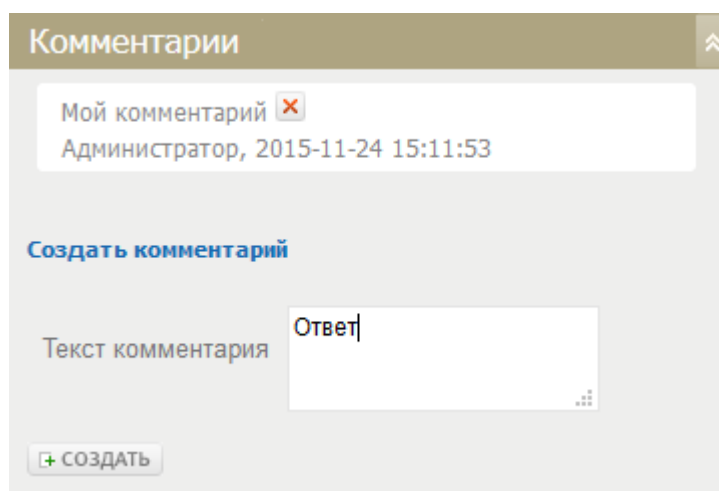 Комментарии
Мой комментарий
Администратор, 2015-11-24 15:11:53
Создать комментарий
Текст комментария
Ответ
СОЗДАТЬ